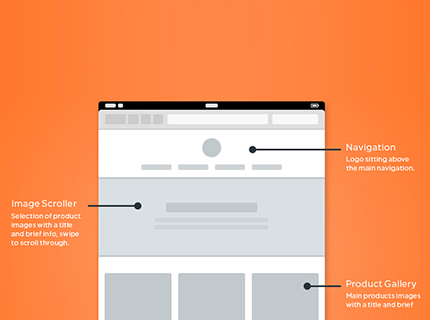 Navigation
Logo sitting above
the main navigation.
Image Scroller
Selection of product
images with a title
and brief info, swipe
to scroll through.
Product Gallery
Main products images
with a title and brief